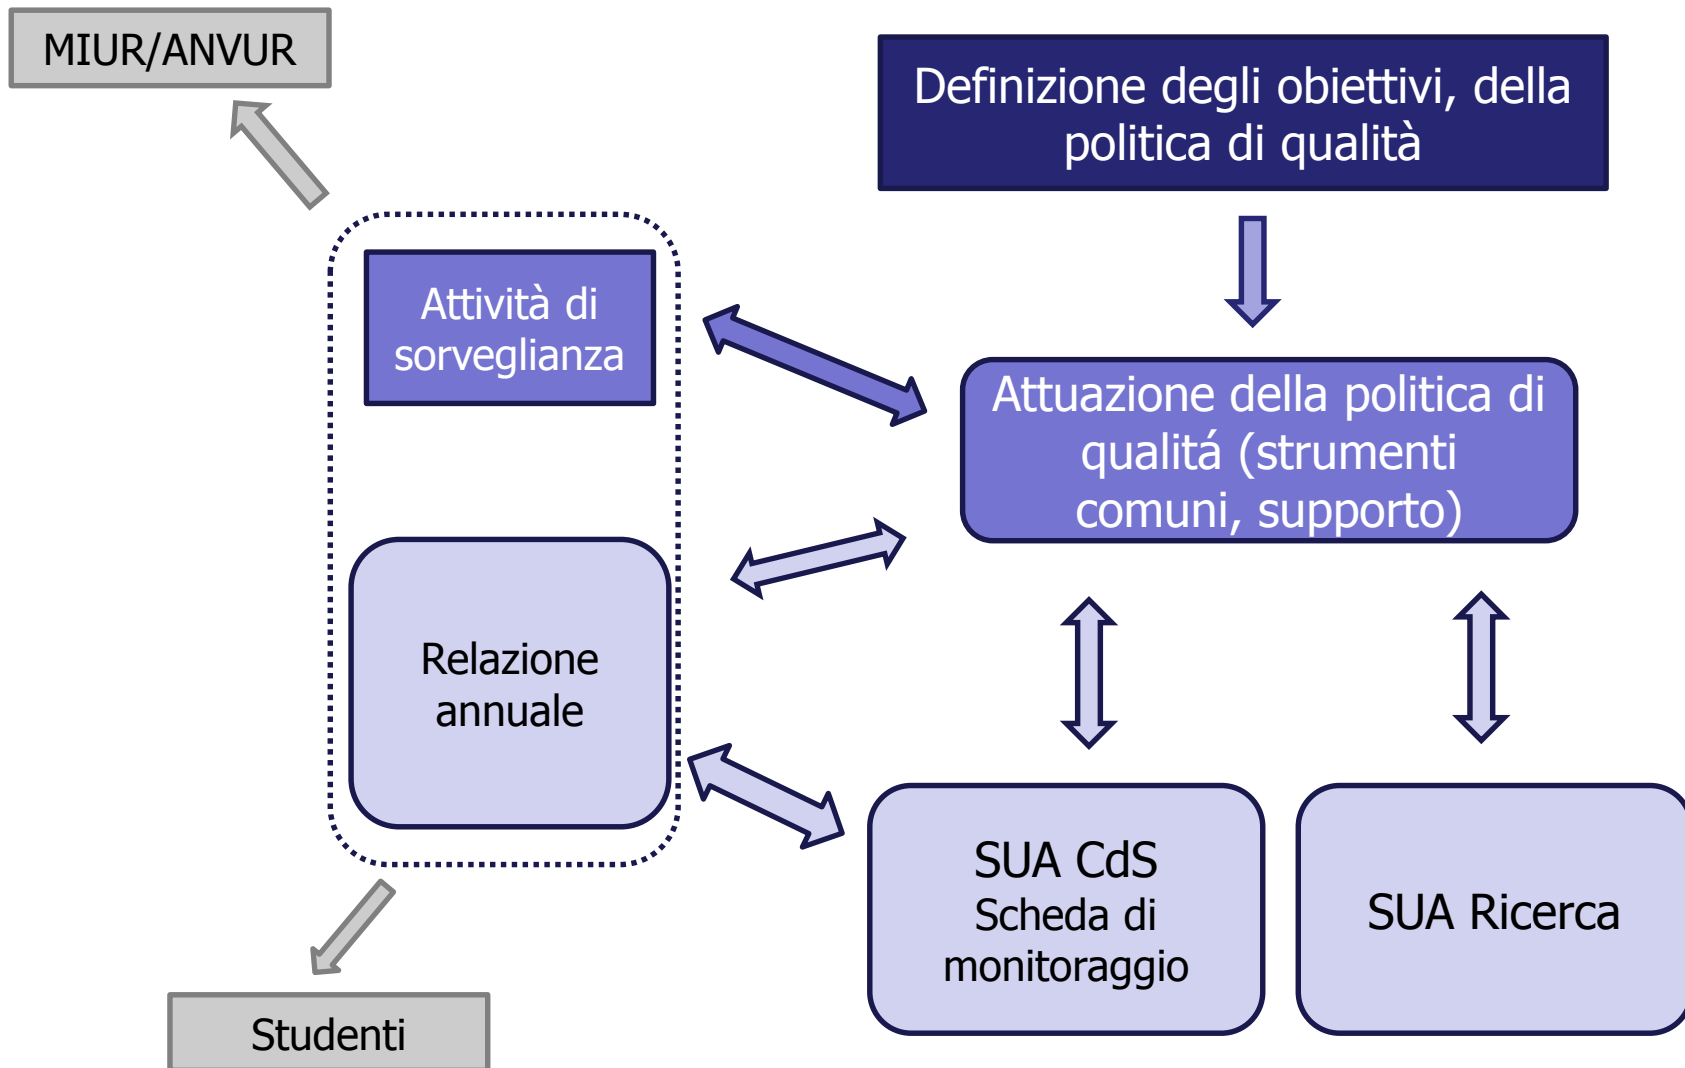 MIUR/ANVUR
Definizione degli obiettivi, della
politica di qualità
Attività di
sorveglianza
Attuazione della politica di
qualitá (strumenti
comuni, supporto)
Relazione
annuale
SUA CdS
Scheda di
monitoraggio
SUA Ricerca
Studenti